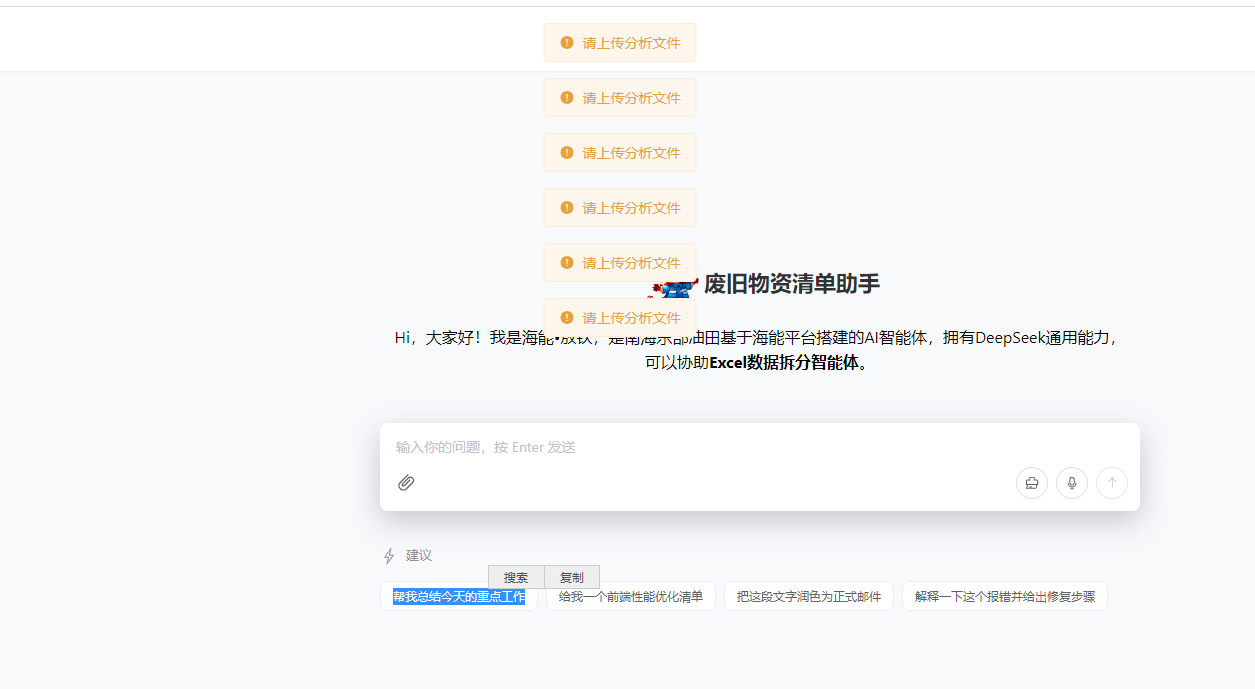 请上传分析文件
请上传分析文件
请上传分析文件
请上传分析文件
请上传分析文件
废旧物资清单助手
请上传分析文件
Hi，大家好！我是海能•，是南海东部油田基于海能平台搭建的AI智能体，拥有DeepSeek通用能力，
可以协助Excel数据拆分智能体。
输入你的问题，按 Enter 发送
建议
搜索 复制
帮我总结今天的重点工作 给我一个前端性能优化清单 把这段文字润色为正式邮件 解释一下这个报错并给出修复步骤